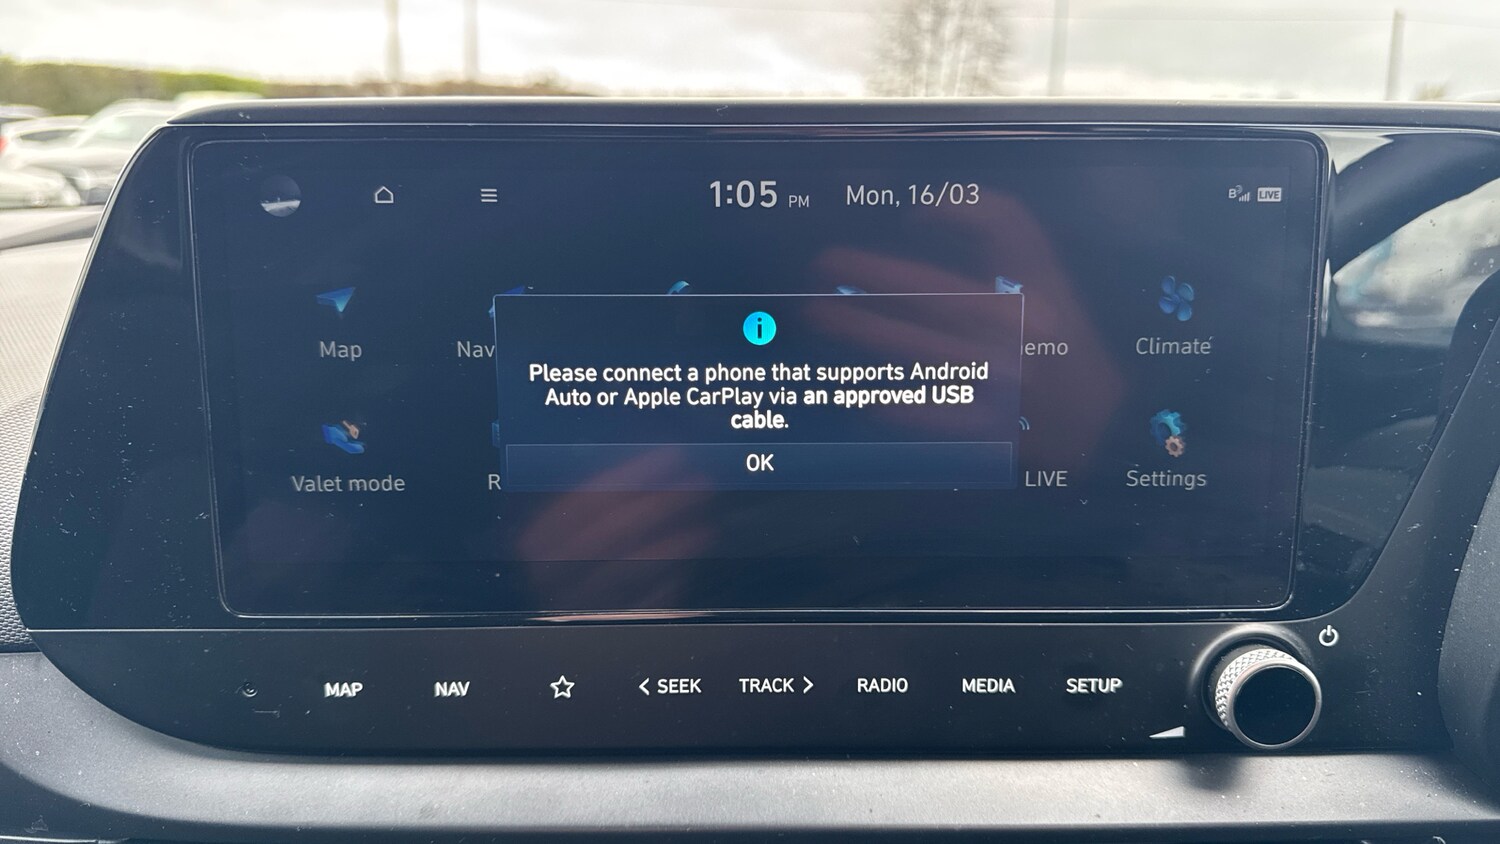 1:05 PM Mon, 16/03
B LIVE
Map
Nav
emo
Climate
Please connect a phone that supports Android
Auto or Apple CarPlay via an approved USB
cable.
OK
Valet mode
R
LIVE
Settings
MAP
NAV
< SEEK
TRACK >
RADIO
MEDIA
SETUP